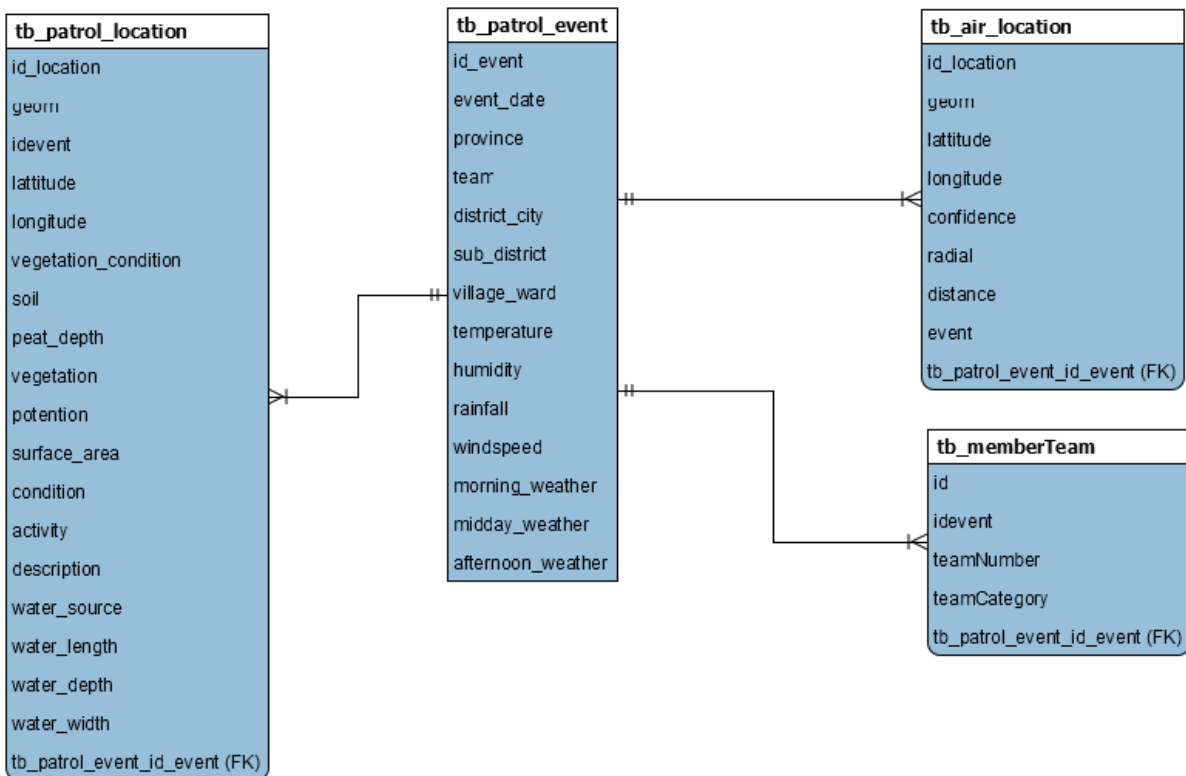 tb_patrol_location
id_location
geom
idevent
lattitude
longitude
vegetation_condition
soil
peat_depth
vegetation
potention
surface_area
condition
activity
description
water_source
water_length
water_depth
water_width
tb_patrol_event_id_event (FK)
tb_patrol_event
id_event
event_date
province
team
district_city
sub_district
village_ward
temperature
humidity
rainfall
windspeed
morning_weather
midday_weather
afternoon_weather
tb_air_location
id_location
geom
lattitude
longitude
confidence
radial
distance
event
tb_patrol_event_id_event (FK)
tb_memberTeam
id
idevent
teamNumber
teamCategory
tb_patrol_event_id_event (FK)